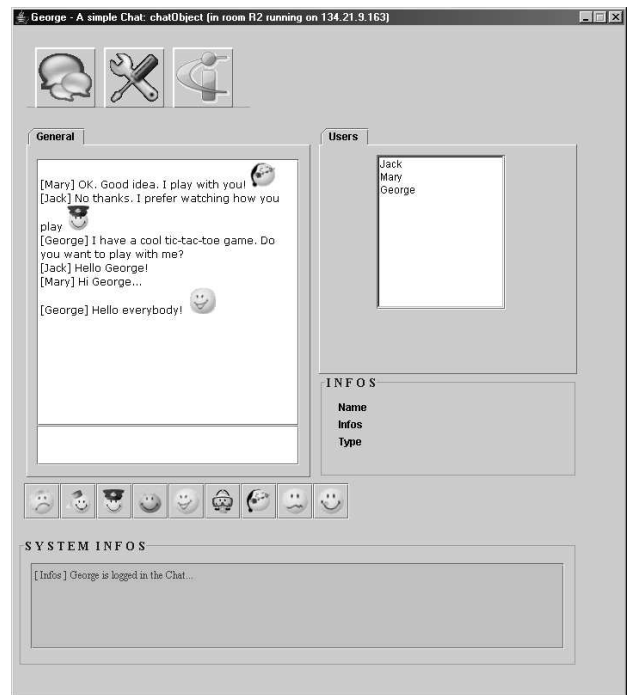 George - A simple Chat: chatObject (in room R2 running on 134.21.9.163)
General
[Mary] OK. Good idea. I play with you!
[Jack] No thanks. I prefer watching how you
play
[George] I have a cool tic-tac-toe game. Do
you want to play with me?
[Jack] Hello George!
[Mary] Hi George...
[George] Hello everybody!
Users
Jack
Mary
George
INFOS
Name
Infos
Type
SYSTEM INFOS
[Infos] George is logged in the Chat...